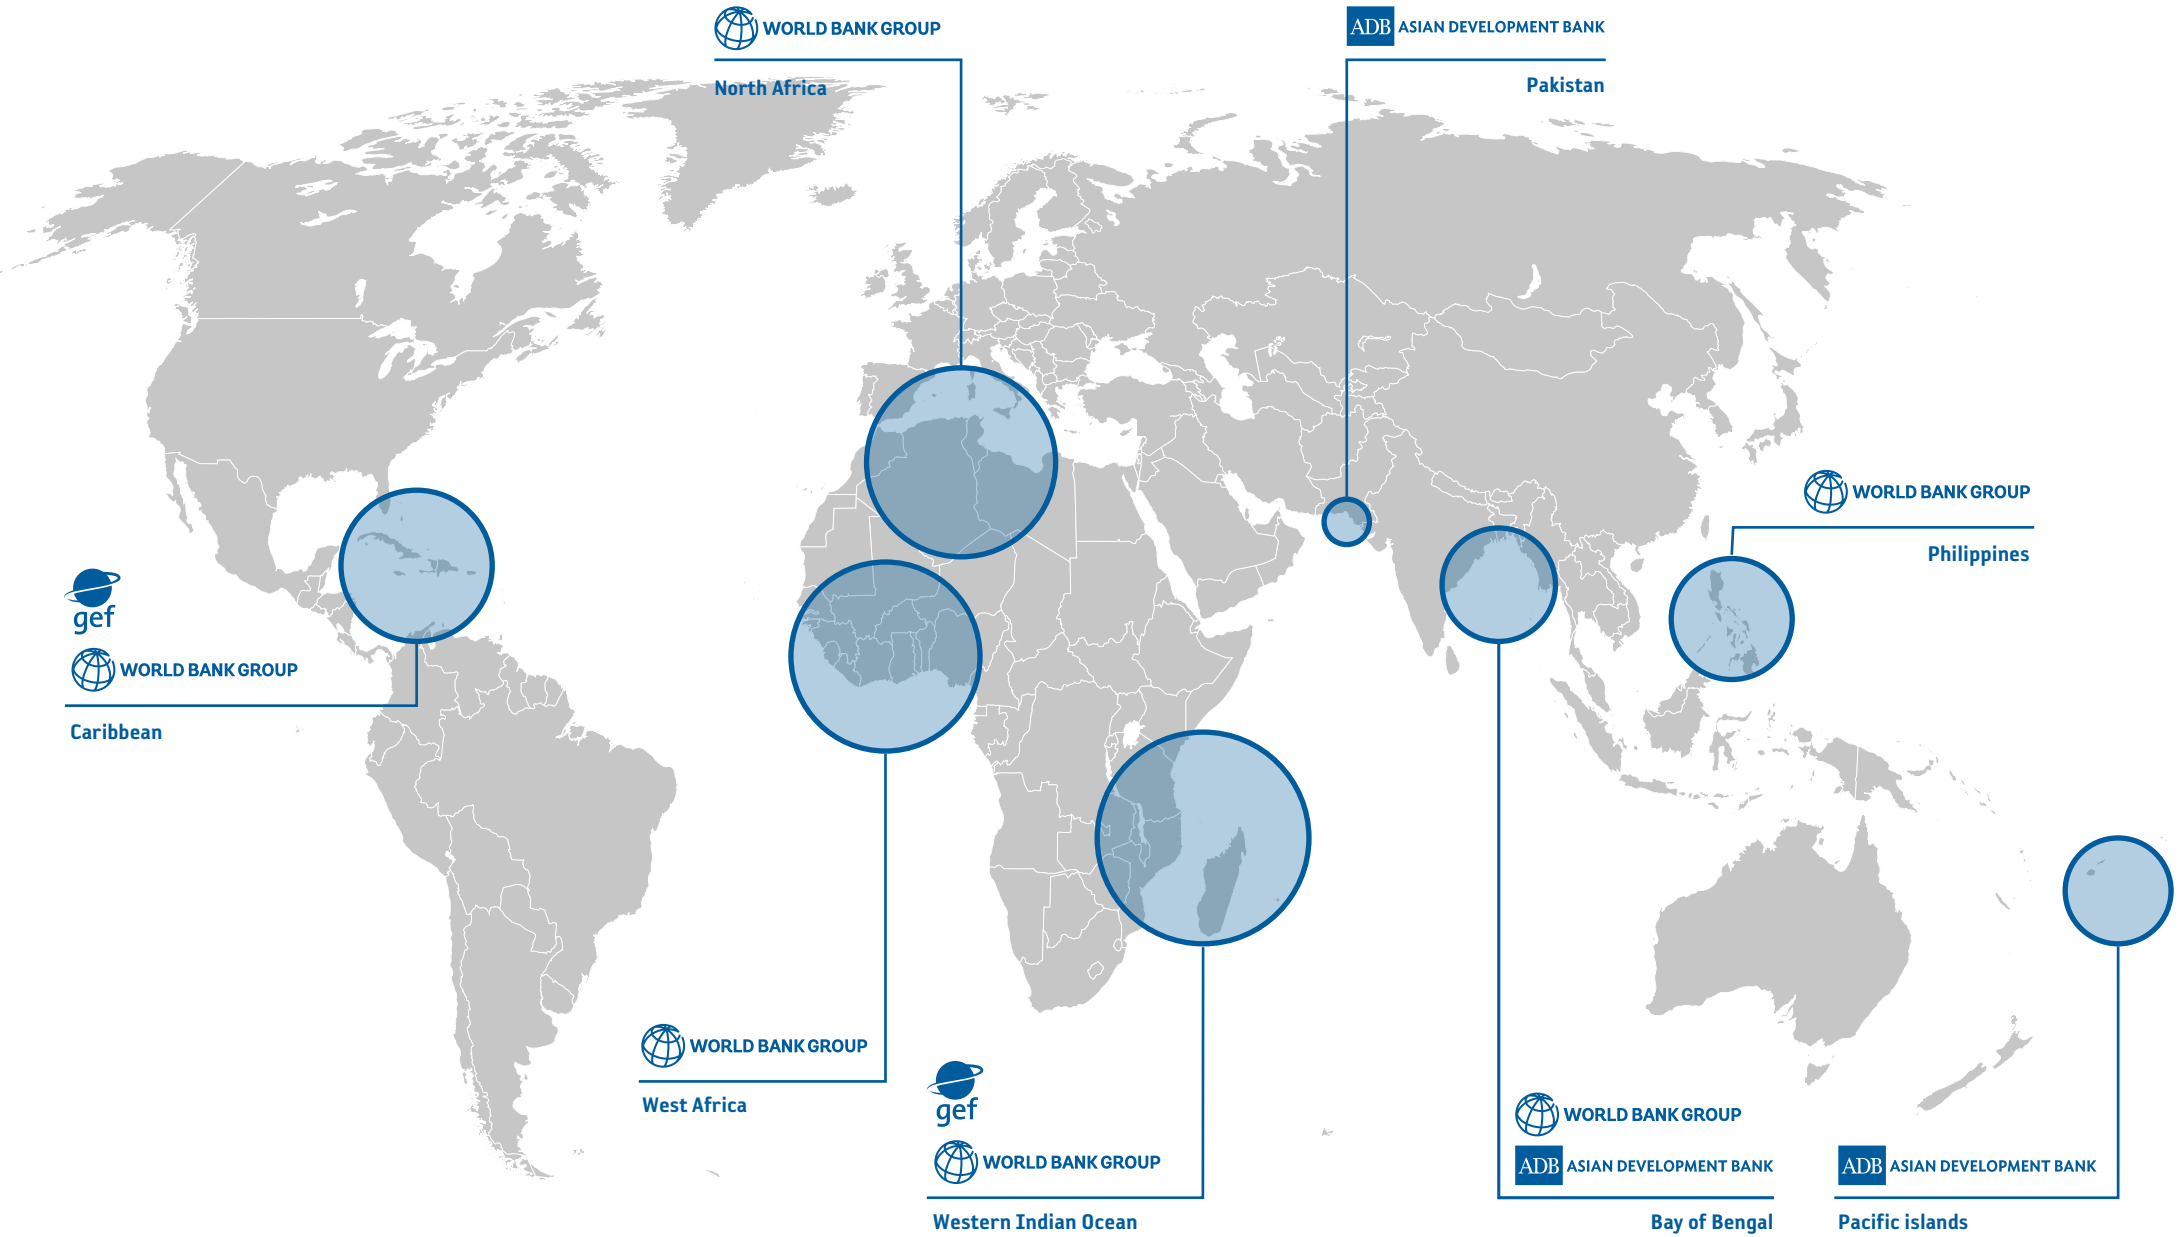 WORLD BANK GROUP
North Africa
ADB ASIAN DEVELOPMENT BANK
Pakistan
WORLD BANK GROUP
Philippines
gef
WORLD BANK GROUP
Caribbean
WORLD BANK GROUP
West Africa
gef
WORLD BANK GROUP
Western Indian Ocean
WORLD BANK GROUP
ADB ASIAN DEVELOPMENT BANK
Bay of Bengal
ADB ASIAN DEVELOPMENT BANK
Pacific islands